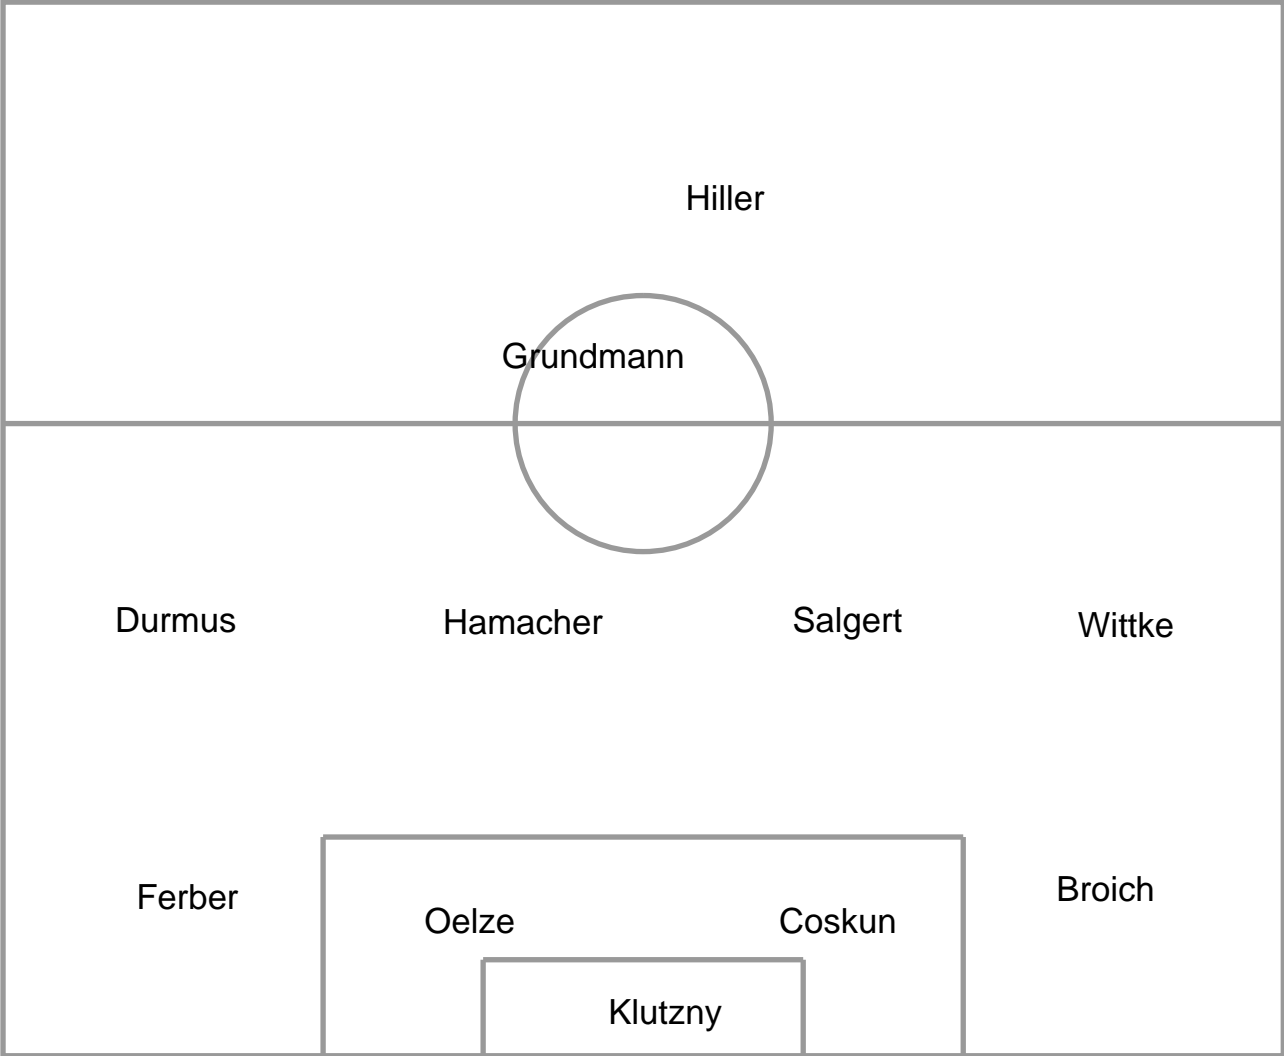 Hiller
Grundmann
Durmus Hamacher Salgert Wittke
Ferber Oelze Coskun Broich
Klutzny